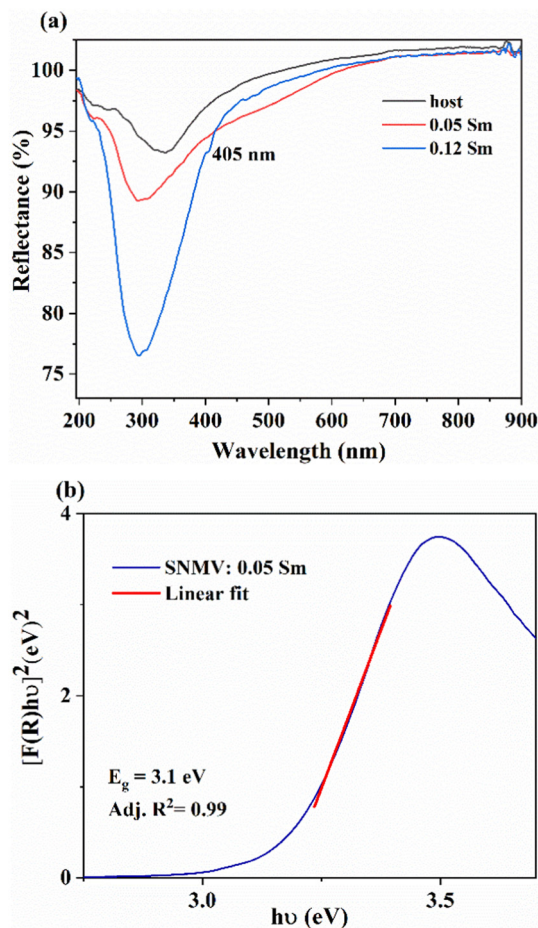 (a)
100
95
90
85
80
75
Reflectance (%)
host
0.05 Sm
0.12 Sm
405 nm
200 300 400 500 600 700 800 900
Wavelength (nm)
(b)
4
2
0
[F(R)hυ]²(eV)²
SNMV: 0.05 Sm
Linear fit
E_g = 3.1 eV
Adj. R²= 0.99
3.0 3.5
hυ (eV)